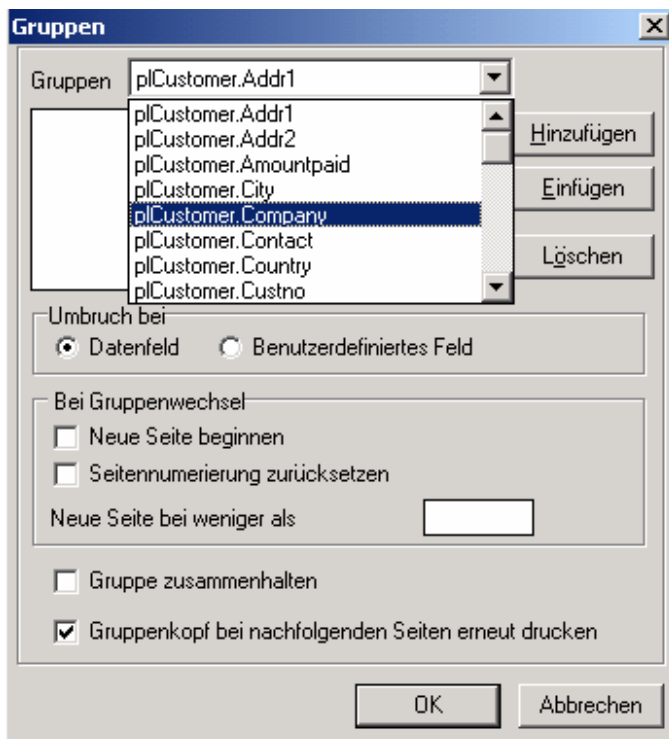 Gruppen
Gruppen plCustomer.Addr1
plCustomer.Addr1
plCustomer.Addr2
plCustomer.Amountpaid
plCustomer.City
plCustomer.Company
plCustomer.Contact
plCustomer.Country
plCustomer.Custno
Hinzufügen
Einfügen
Löschen
Umbruch bei
Datenfeld Benutzerdefiniertes Feld
Bei Gruppenwechsel
Neue Seite beginnen
Seitennumerierung zurücksetzen
Neue Seite bei weniger als
Gruppe zusammenhalten
Gruppenkopf bei nachfolgenden Seiten erneut drucken
OK Abbrechen